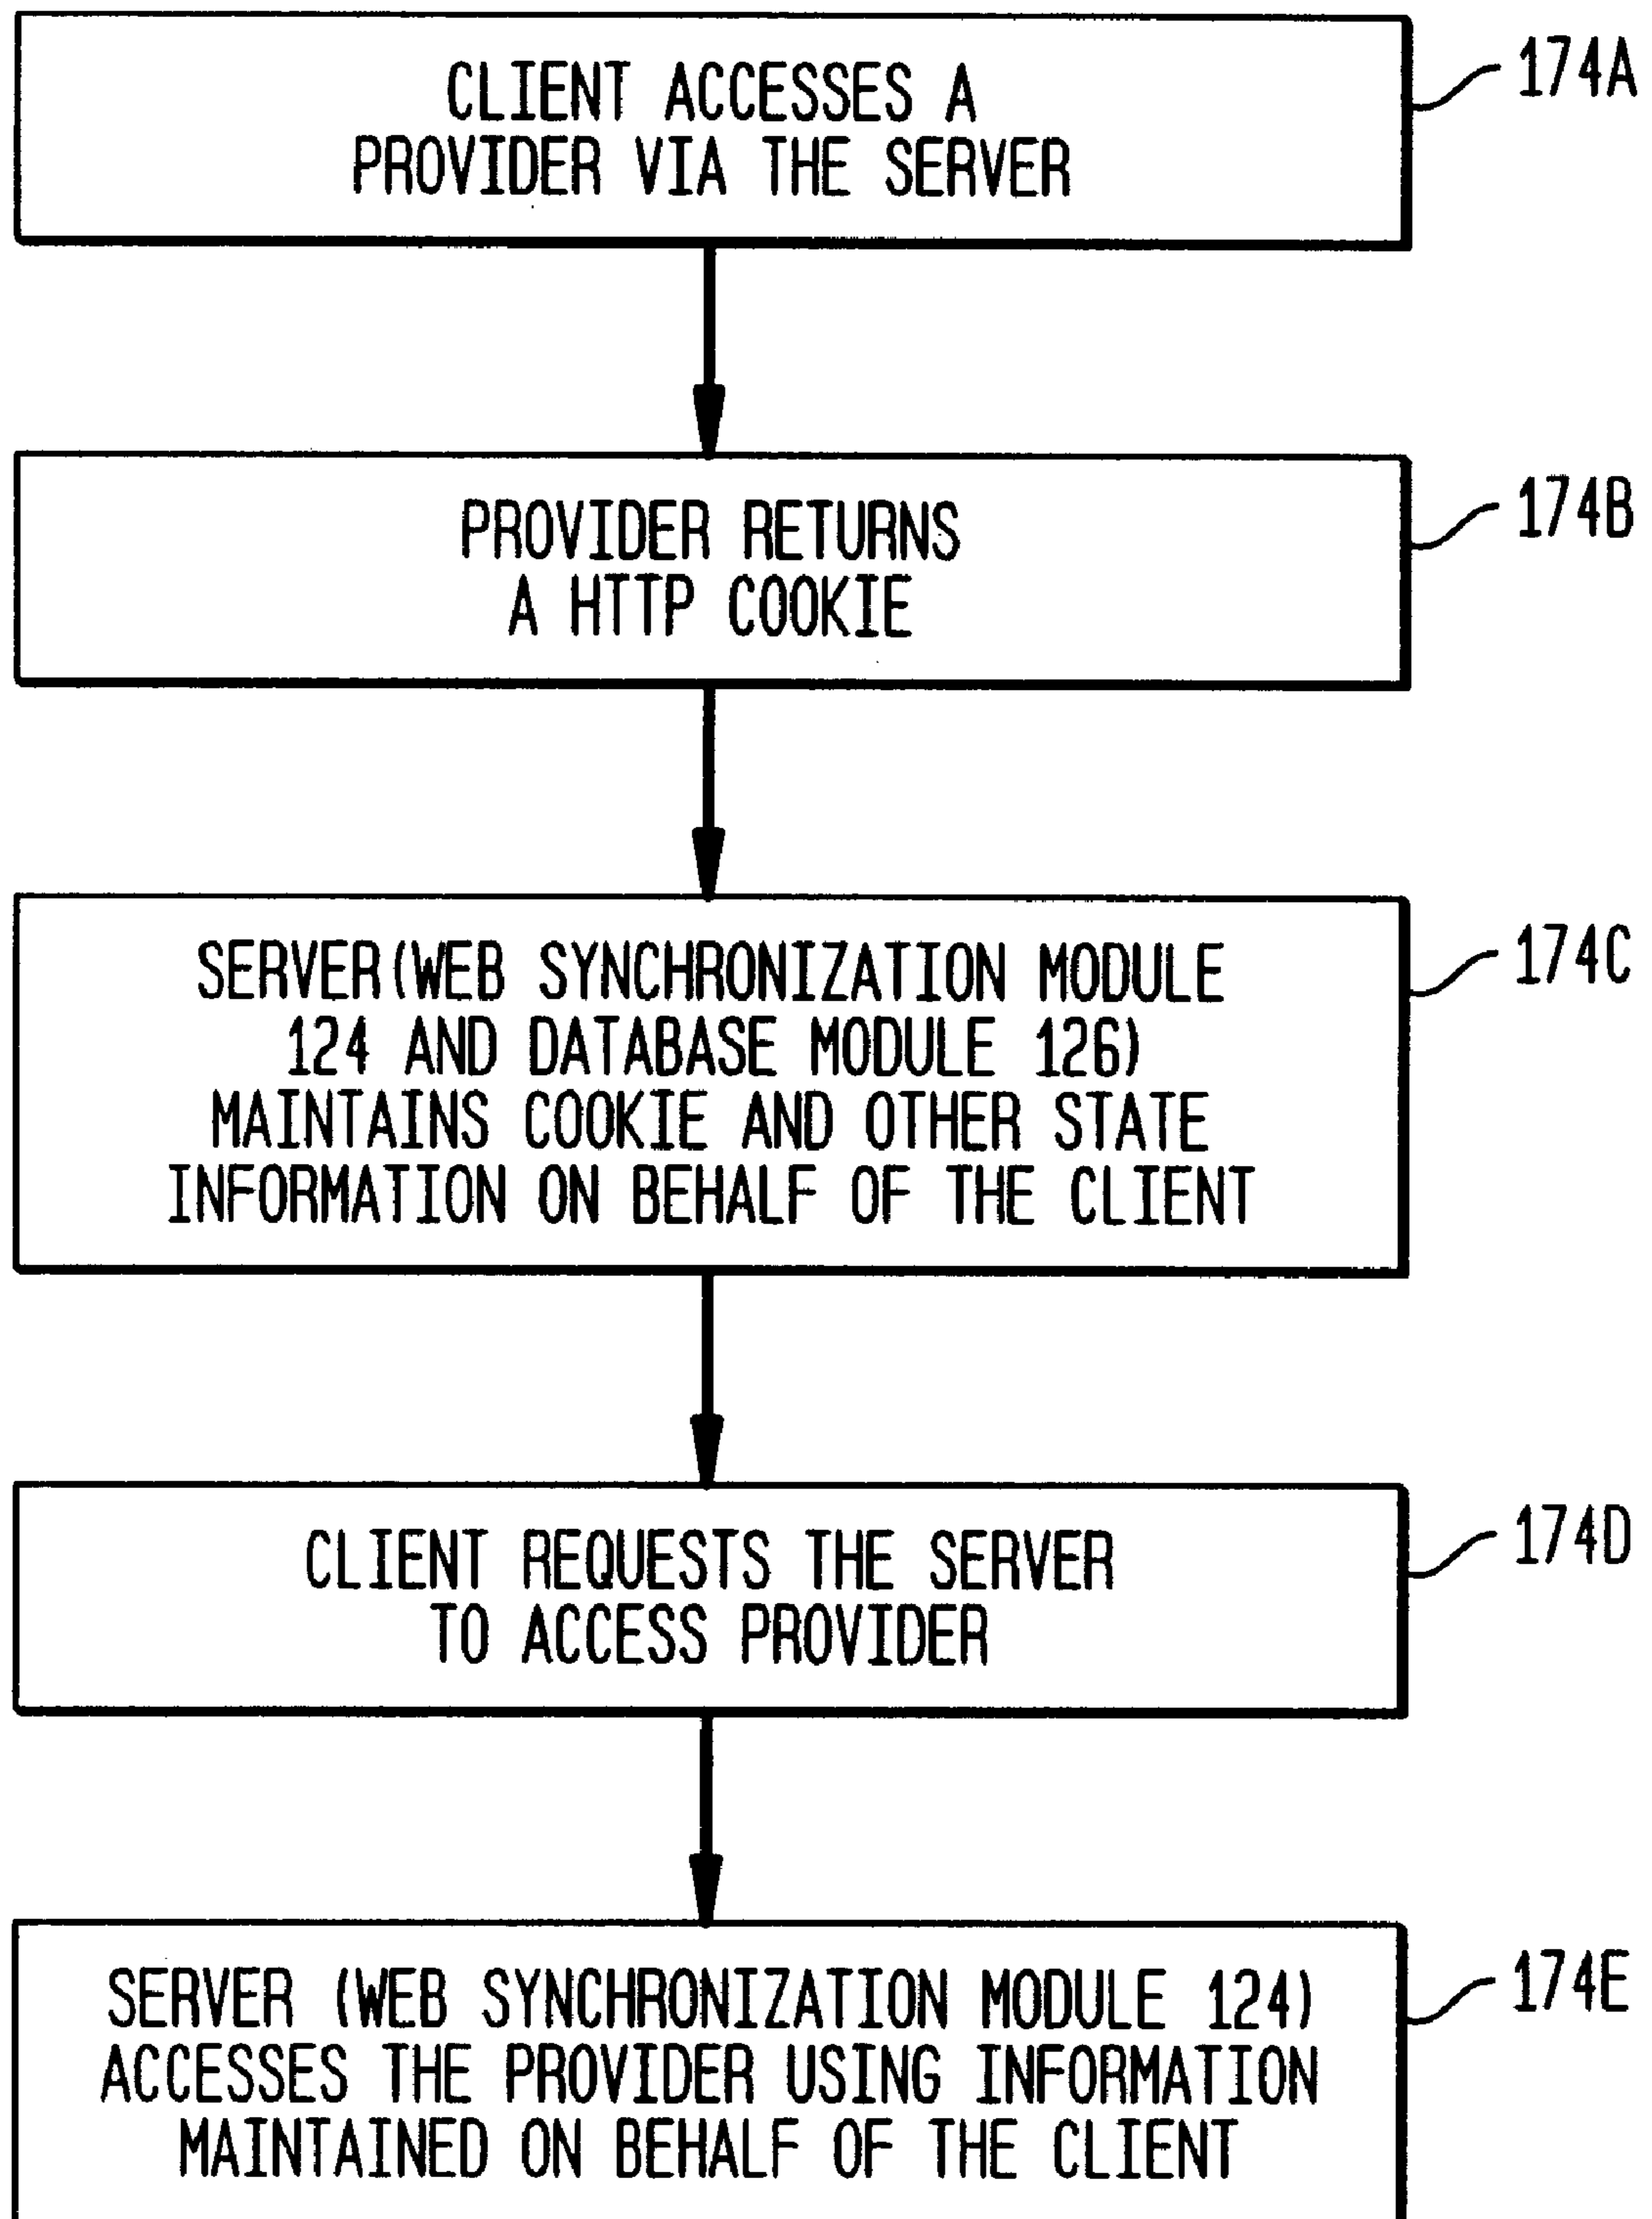 CLIENT ACCESSES A
PROVIDER VIA THE SERVER
174A
PROVIDER RETURNS
A HTTP COOKIE
174B
SERVER(WEB SYNCHRONIZATION MODULE
124 AND DATABASE MODULE 126)
MAINTAINS COOKIE AND OTHER STATE
INFORMATION ON BEHALF OF THE CLIENT
174C
CLIENT REQUESTS THE SERVER
TO ACCESS PROVIDER
174D
SERVER (WEB SYNCHRONIZATION MODULE 124)
ACCESSES THE PROVIDER USING INFORMATION
MAINTAINED ON BEHALF OF THE CLIENT
174E